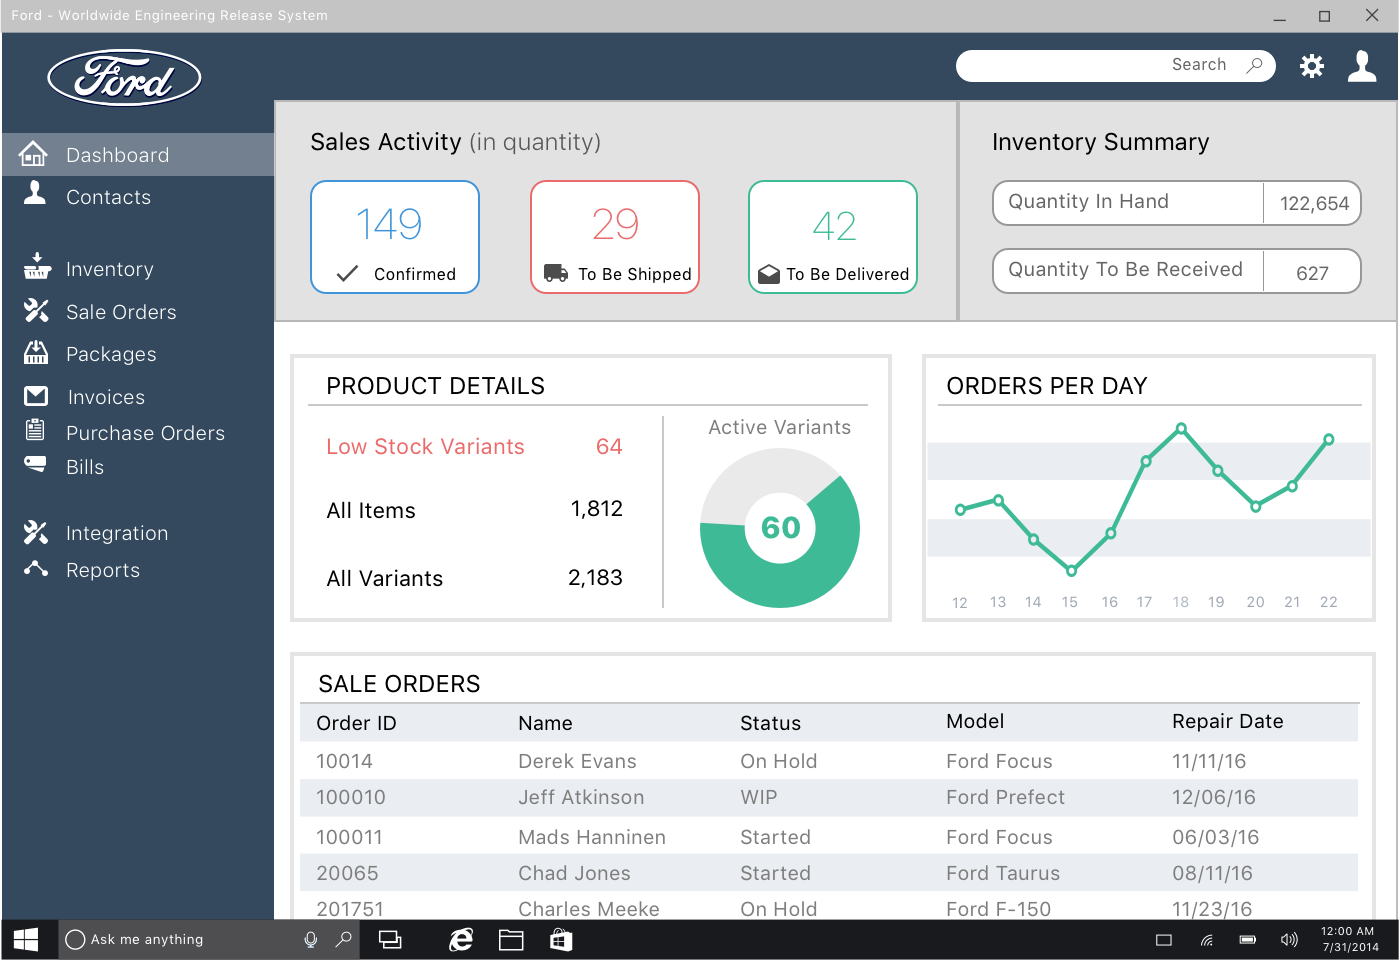 Ford - Worldwide Engineering Release System
Ford
Search
Dashboard
Contacts
Inventory
Sale Orders
Packages
Invoices
Purchase Orders
Bills
Integration
Reports
Sales Activity (in quantity)
149
Confirmed
29
To Be Shipped
42
To Be Delivered
Inventory Summary
Quantity In Hand 122,654
Quantity To Be Received 627
PRODUCT DETAILS
Low Stock Variants 64
All Items 1,812
All Variants 2,183
Active Variants
60
ORDERS PER DAY
12 13 14 15 16 17 18 19 20 21 22
SALE ORDERS
Order ID Name Status Model Repair Date
10014 Derek Evans On Hold Ford Focus 11/11/16
100010 Jeff Atkinson WIP Ford Prefect 12/06/16
100011 Mads Hanninen Started Ford Focus 06/03/16
20065 Chad Jones Started Ford Taurus 08/11/16
201751 Charles Meeke On Hold Ford F-150 11/23/16
Ask me anything
12:00 AM
7/31/2014